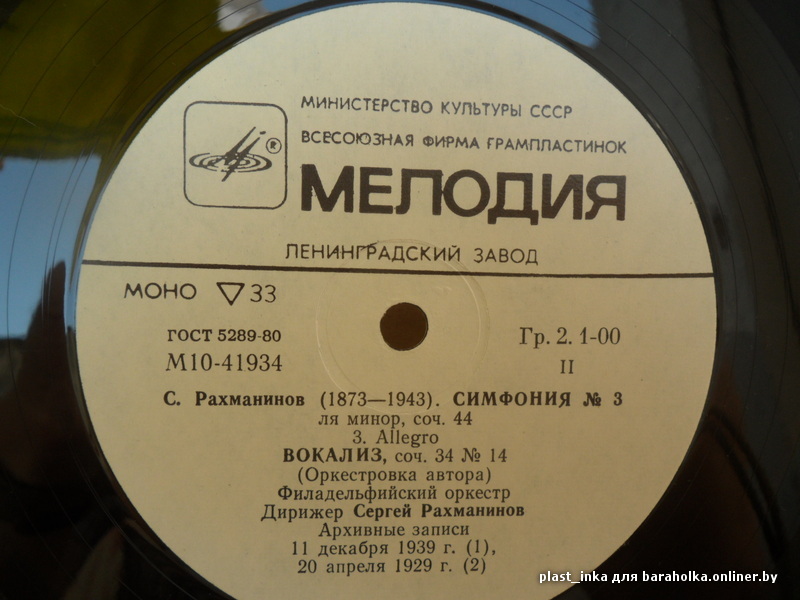 МИНИСТЕРСТВО КУЛЬТУРЫ СССР
ВСЕСОЮЗНАЯ ФИРМА ГРАМПЛАСТИНОК
®
МЕЛОДИЯ
ЛЕНИНГРАДСКИЙ ЗАВОД
МОНО ▽ 33
ГОСТ 5289-80
Гр. 2. 1-00
М10-41934
II
С. Рахманинов (1873—1943). СИМФОНИЯ № 3
ля минор, соч. 44
3. Allegro
ВОКАЛИЗ, соч. 34 № 14
(Оркестровка автора)
Филадельфийский оркестр
Дирижер Сергей Рахманинов
Архивные записи
11 декабря 1939 г. (1),
20 апреля 1929 г. (2)
plast_inka для baraholka.onliner.by